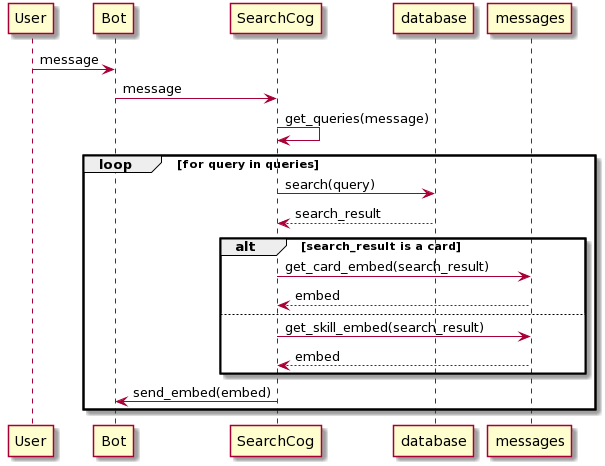 User Bot SearchCog database messages
message
message
get_queries(message)
loop [for query in queries]
search(query)
search_result
alt [search_result is a card]
get_card_embed(search_result)
embed
get_skill_embed(search_result)
embed
send_embed(embed)
User Bot SearchCog database messages